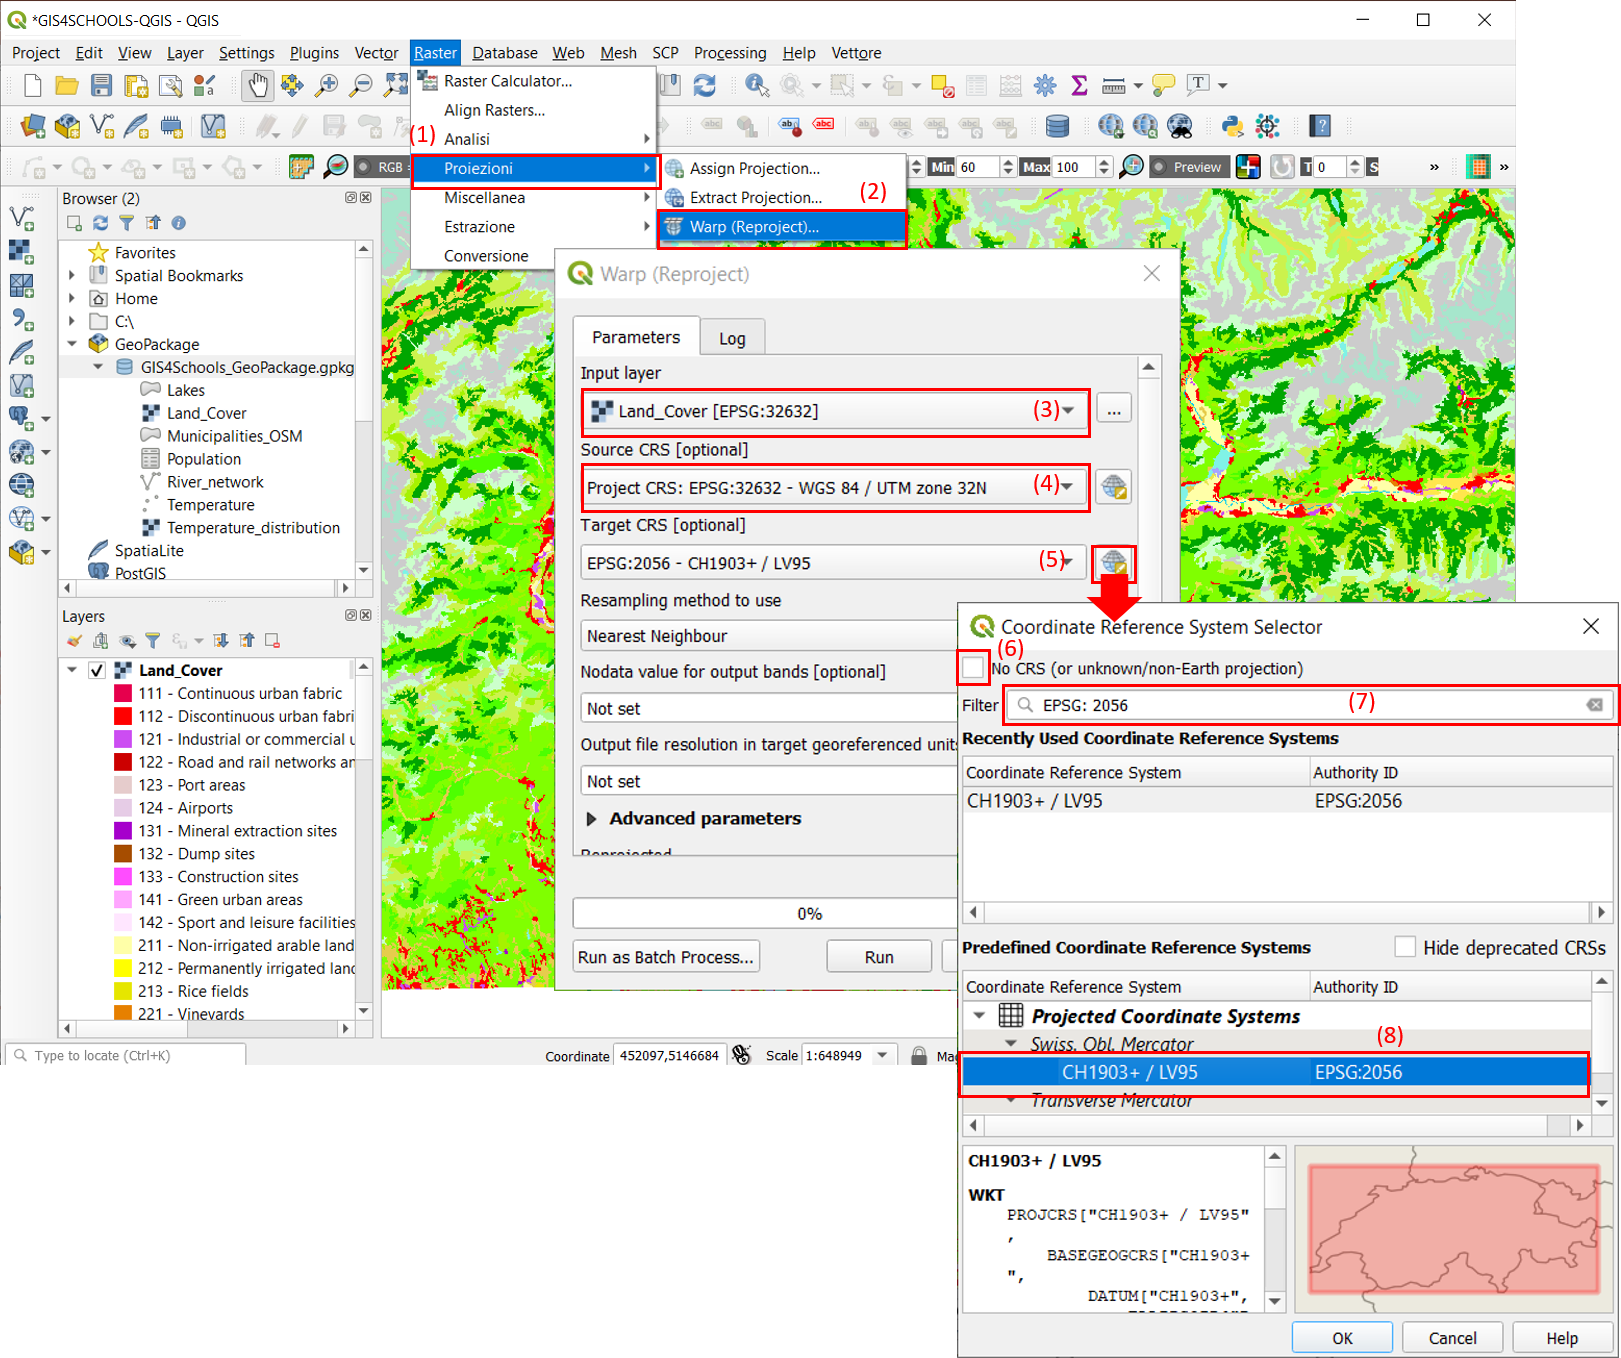 *GIS4SCHOOLS-QGIS - QGIS
Project Edit View Layer Settings Plugins Vector Raster Database Web Mesh SCP Processing Help Vettore
Raster Calculator...
Align Rasters...
(1)
Analisi
Proiezioni
Miscellanea
Estrazione
Conversione
Assign Projection...
Extract Projection...
(2)
Warp (Reproject)...
RGB =
Min 60 Max 100 Preview T 0 S
Browser (2)
Favorites
Spatial Bookmarks
Home
C:\
GeoPackage
GIS4Schools_GeoPackage.gpkg
Lakes
Land_Cover
Municipalities_OSM
Population
River_network
Temperature
Temperature_distribution
SpatiaLite
PostGIS
Layers
Land_Cover
111 - Continuous urban fabric
112 - Discontinuous urban fabri
121 - Industrial or commercial u
122 - Road and rail networks an
123 - Port areas
124 - Airports
131 - Mineral extraction sites
132 - Dump sites
133 - Construction sites
141 - Green urban areas
142 - Sport and leisure facilities
211 - Non-irrigated arable land
212 - Permanently irrigated lan
213 - Rice fields
221 - Vineyards
Type to locate (Ctrl+K)
Coordinate 452097,5146684 Scale 1:648949 Mag
Warp (Reproject)
Parameters Log
Input layer
Land_Cover [EPSG:32632] (3)
...
Source CRS [optional]
Project CRS: EPSG:32632 - WGS 84 / UTM zone 32N (4)
Target CRS [optional]
EPSG:2056 - CH1903+ / LV95 (5)
Resampling method to use
Nearest Neighbour
Nodata value for output bands [optional]
Not set
Output file resolution in target georeferenced units
Not set
Advanced parameters
Reprojected
0%
Run as Batch Process... Run
Coordinate Reference System Selector
(6)
No CRS (or unknown/non-Earth projection)
Filter EPSG: 2056 (7)
Recently Used Coordinate Reference Systems
Coordinate Reference System Authority ID
CH1903+ / LV95 EPSG:2056
Predefined Coordinate Reference Systems Hide deprecated CRSs
Coordinate Reference System Authority ID
Projected Coordinate Systems
Swiss. Obl. Mercator (8)
CH1903+ / LV95 EPSG:2056
Transverse Mercator
CH1903+ / LV95
WKT
PROJCRS["CH1903+ / LV95"
,
BASEGEOGCRS["CH1903+
",
DATUM["CH1903+",
OK Cancel Help